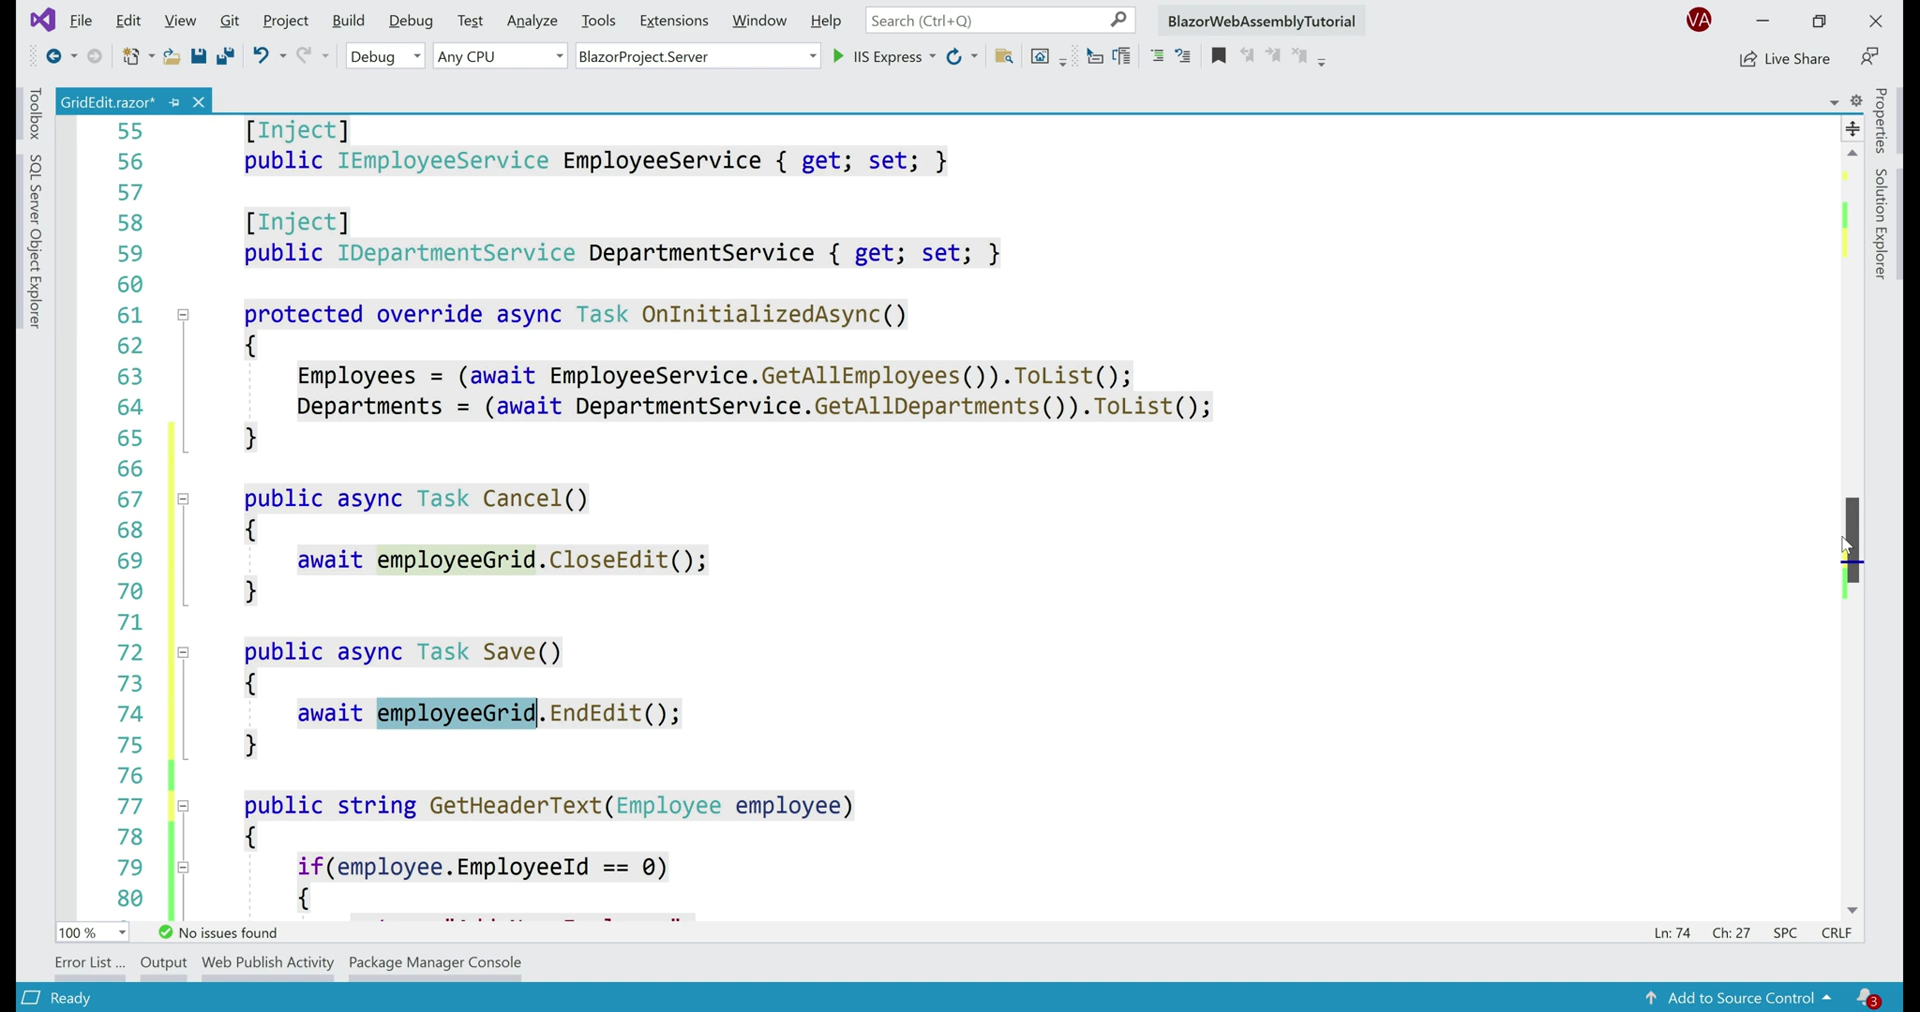 File Edit View Git Project Build Debug Test Analyze Tools Extensions Window Help Search (Ctrl+Q) BlazorWebAssemblyTutorial VA
Debug Any CPU BlazorProject.Server IIS Express Live Share
GridEdit.razor*
Toolbox
SQL Server Object Explorer
Properties
Solution Explorer
55 [Inject]
56 public IEmployeeService EmployeeService { get; set; }
57
58 [Inject]
59 public IDepartmentService DepartmentService { get; set; }
60
61 protected override async Task OnInitializedAsync()
62 {
63 Employees = (await EmployeeService.GetAllEmployees()).ToList();
64 Departments = (await DepartmentService.GetAllDepartments()).ToList();
65 }
66
67 public async Task Cancel()
68 {
69 await employeeGrid.CloseEdit();
70 }
71
72 public async Task Save()
73 {
74 await employeeGrid.EndEdit();
75 }
76
77 public string GetHeaderText(Employee employee)
78 {
79 if(employee.EmployeeId == 0)
80 {
100 % No issues found Ln: 74 Ch: 27 SPC CRLF
Error List ... Output Web Publish Activity Package Manager Console
Ready Add to Source Control 3